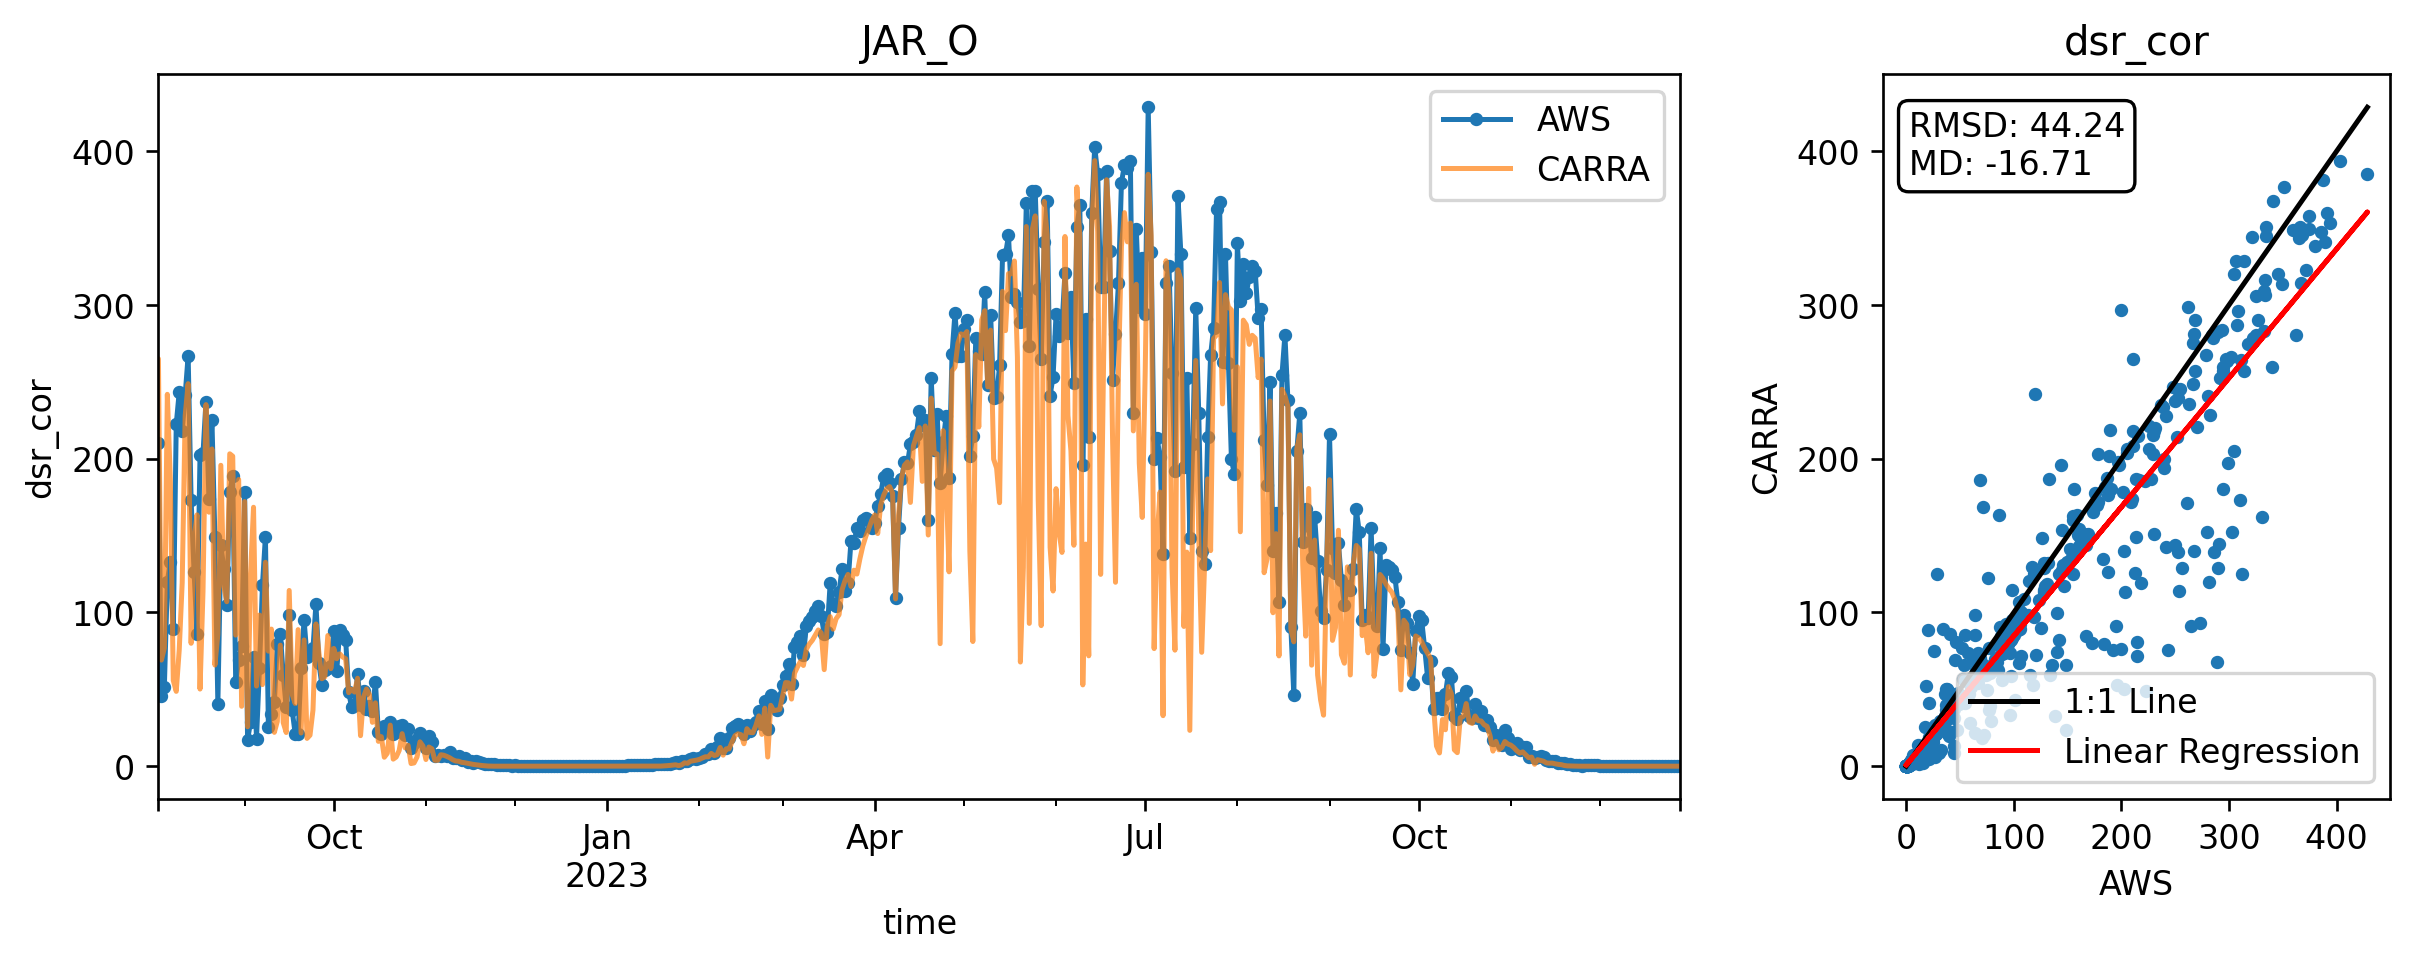 JAR_O
dsr_cor
400
300
200
100
0
AWS
CARRA
Oct
Jan
2023
Apr
Jul
Oct
time
dsr_cor
CARRA
400
300
200
100
0
RMSD: 44.24
MD: -16.71
1:1 Line
Linear Regression
0 100 200 300 400
AWS